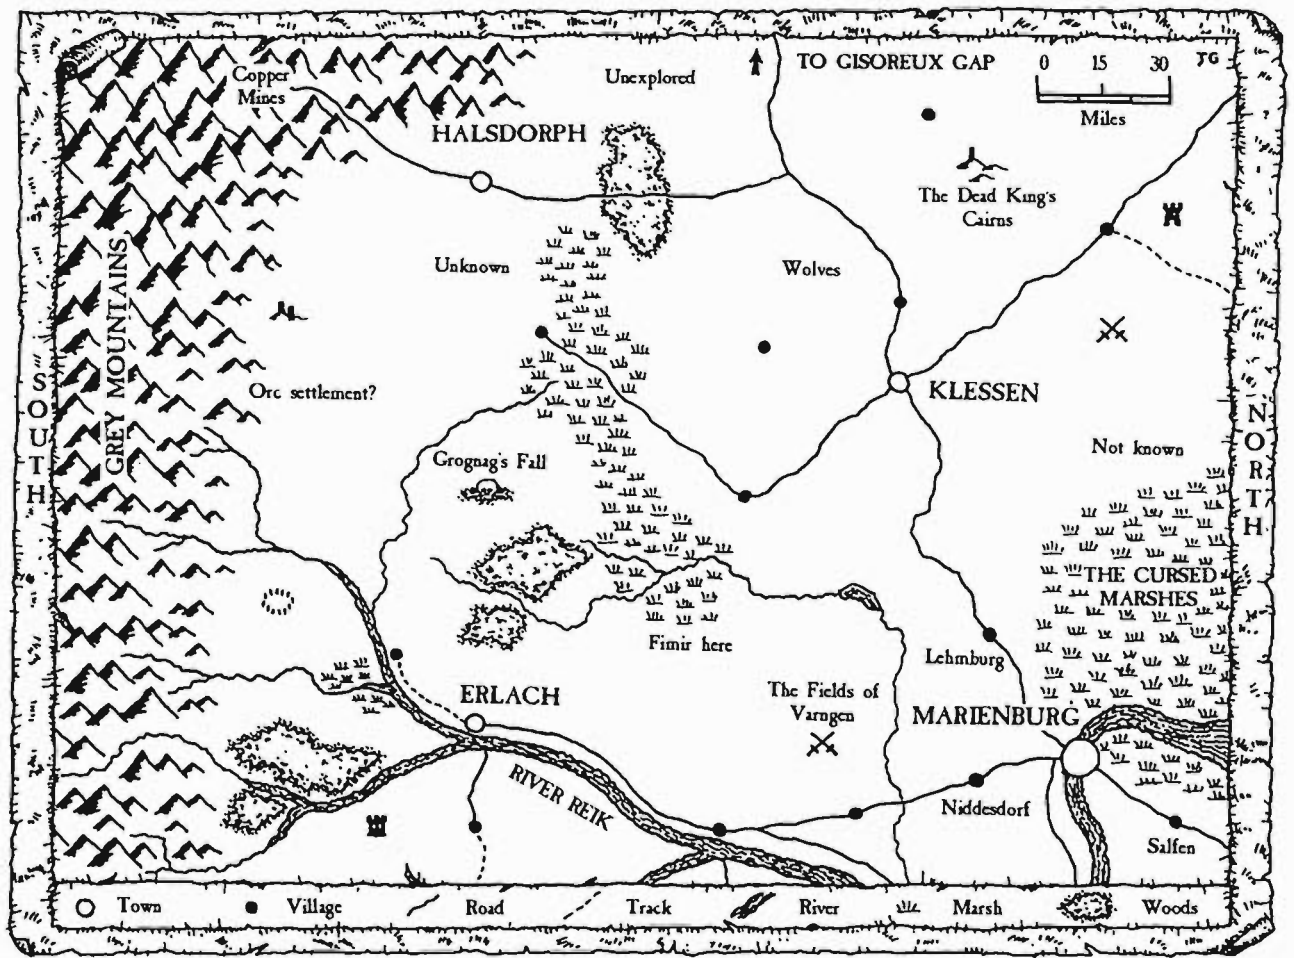 TO GISOREUX GAP
0 15 30
JG
Miles
Copper
Mines
Unexplored
HALSDORPH
The Dead King's
Cairns
Unknown
Wolves
GREY MOUNTAINS
SOUTH
NORTH
Orc settlement?
KLESSEN
Grognag's Fall
Not known
THE CURSED
MARSHES
Fimir here
Lehmburg
ERLACH
The Fields of
Varngen
MARIENBURG
RIVER REIK
Niddesdorf
Salfen
Town Village Road Track River Marsh Woods